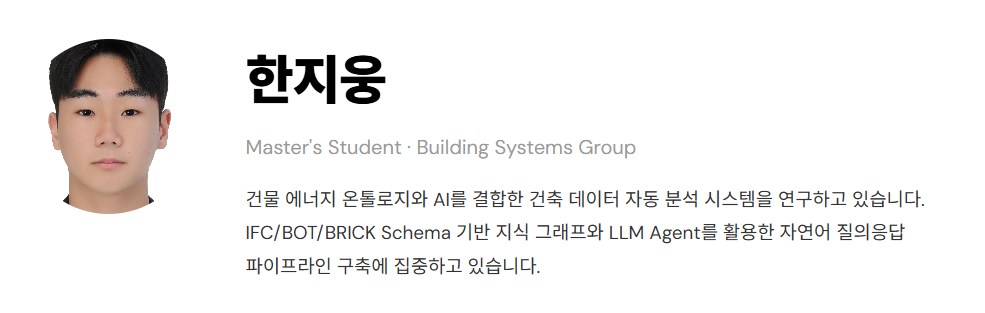 한지웅
Master's Student · Building Systems Group
건물 에너지 온톨로지와 AI를 결합한 건축 데이터 자동 분석 시스템을 연구하고 있습니다.
IFC/BOT/BRICK Schema 기반 지식 그래프와 LLM Agent를 활용한 자연어 질의응답
파이프라인 구축에 집중하고 있습니다.